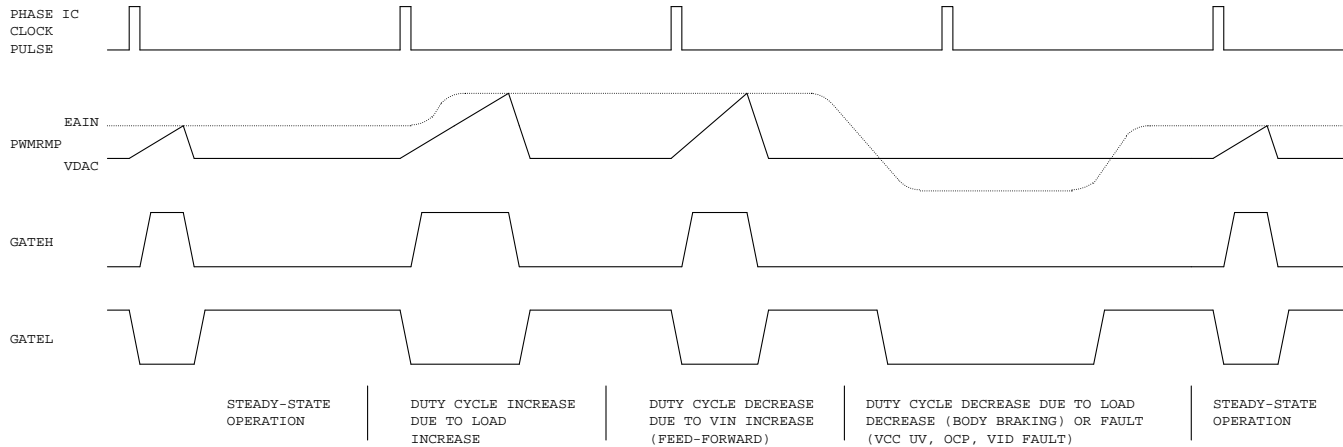 PHASE IC
CLOCK
PULSE
EAIN
PWMRMP
VDAC
GATEH
GATEL
STEADY-STATE
OPERATION
DUTY CYCLE INCREASE
DUE TO LOAD
INCREASE
DUTY CYCLE DECREASE
DUE TO VIN INCREASE
(FEED-FORWARD)
DUTY CYCLE DECREASE DUE TO LOAD
DECREASE (BODY BRAKING) OR FAULT
(VCC UV, OCP, VID FAULT)
STEADY-STATE
OPERATION